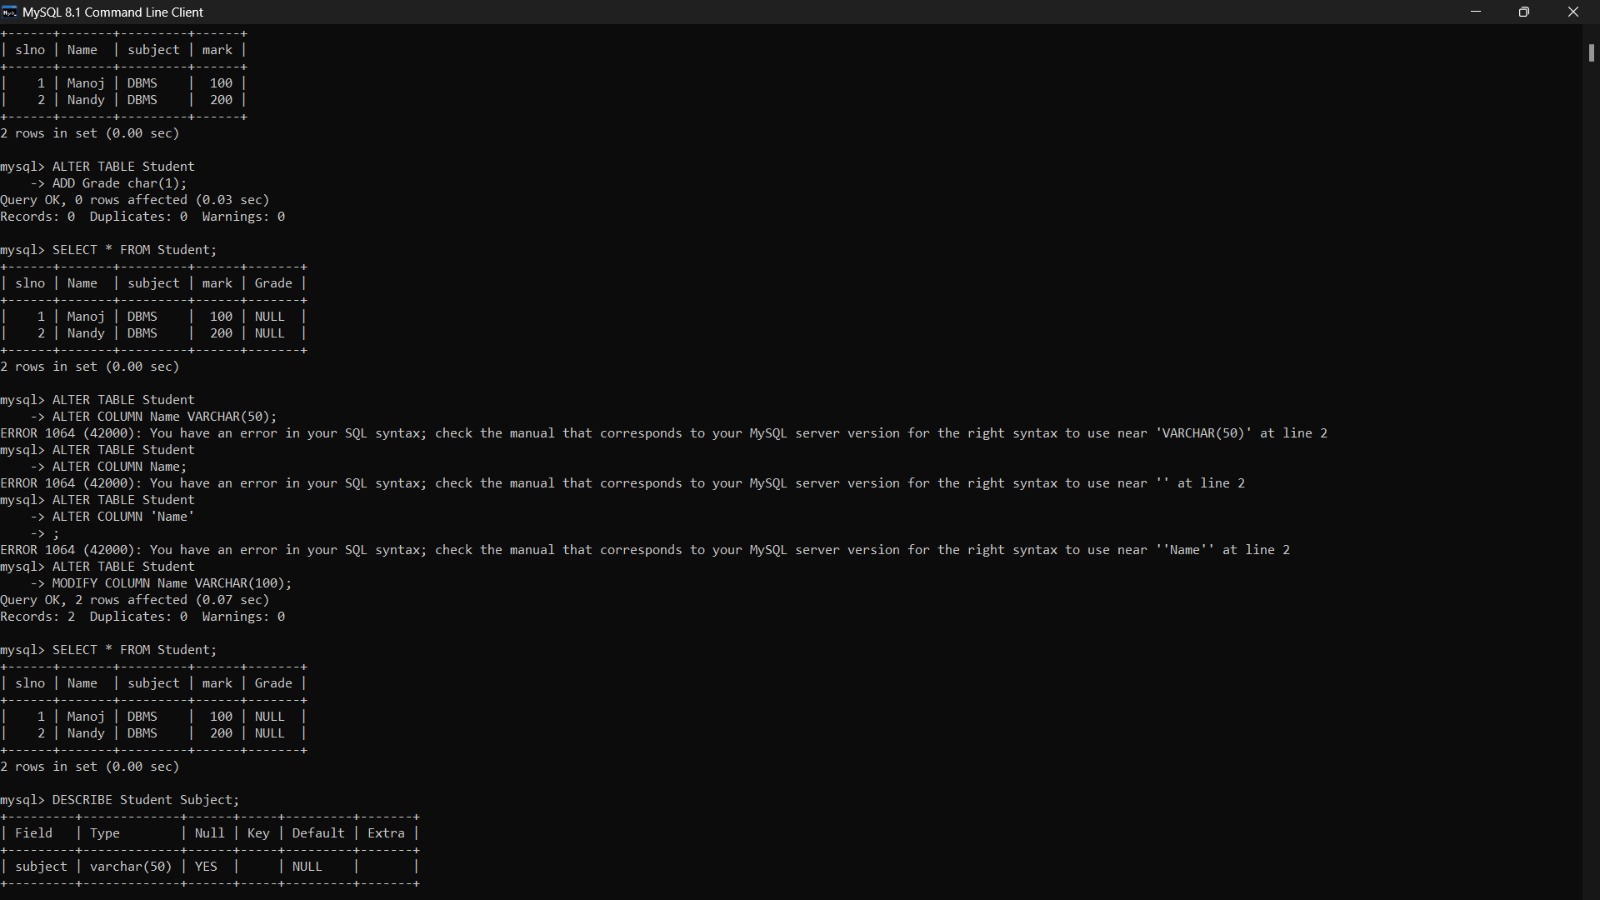 MySQL 8.1 Command Line Client
+------+-------+---------+------+
| slno | Name  | subject | mark |
+------+-------+---------+------+
|    1 | Manoj | DBMS    |  100 |
|    2 | Nandy | DBMS    |  200 |
+------+-------+---------+------+
2 rows in set (0.00 sec)
mysql> ALTER TABLE Student
    -> ADD Grade char(1);
Query OK, 0 rows affected (0.03 sec)
Records: 0  Duplicates: 0  Warnings: 0
mysql> SELECT * FROM Student;
+------+-------+---------+------+-------+
| slno | Name  | subject | mark | Grade |
+------+-------+---------+------+-------+
|    1 | Manoj | DBMS    |  100 | NULL  |
|    2 | Nandy | DBMS    |  200 | NULL  |
+------+-------+---------+------+-------+
2 rows in set (0.00 sec)
mysql> ALTER TABLE Student
    -> ALTER COLUMN Name VARCHAR(50);
ERROR 1064 (42000): You have an error in your SQL syntax; check the manual that corresponds to your MySQL server version for the right syntax to use near 'VARCHAR(50)' at line 2
mysql> ALTER TABLE Student
    -> ALTER COLUMN Name;
ERROR 1064 (42000): You have an error in your SQL syntax; check the manual that corresponds to your MySQL server version for the right syntax to use near '' at line 2
mysql> ALTER TABLE Student
    -> ALTER COLUMN 'Name'
    -> ;
ERROR 1064 (42000): You have an error in your SQL syntax; check the manual that corresponds to your MySQL server version for the right syntax to use near ''Name'' at line 2
mysql> ALTER TABLE Student
    -> MODIFY COLUMN Name VARCHAR(100);
Query OK, 2 rows affected (0.07 sec)
Records: 2  Duplicates: 0  Warnings: 0
mysql> SELECT * FROM Student;
+------+-------+---------+------+-------+
| slno | Name  | subject | mark | Grade |
+------+-------+---------+------+-------+
|    1 | Manoj | DBMS    |  100 | NULL  |
|    2 | Nandy | DBMS    |  200 | NULL  |
+------+-------+---------+------+-------+
2 rows in set (0.00 sec)
mysql> DESCRIBE Student Subject;
+---------+-------------+------+-----+---------+-------+
| Field   | Type        | Null | Key | Default | Extra |
+---------+-------------+------+-----+---------+-------+
| subject | varchar(50) | YES  |     | NULL    |       |
+---------+-------------+------+-----+---------+-------+